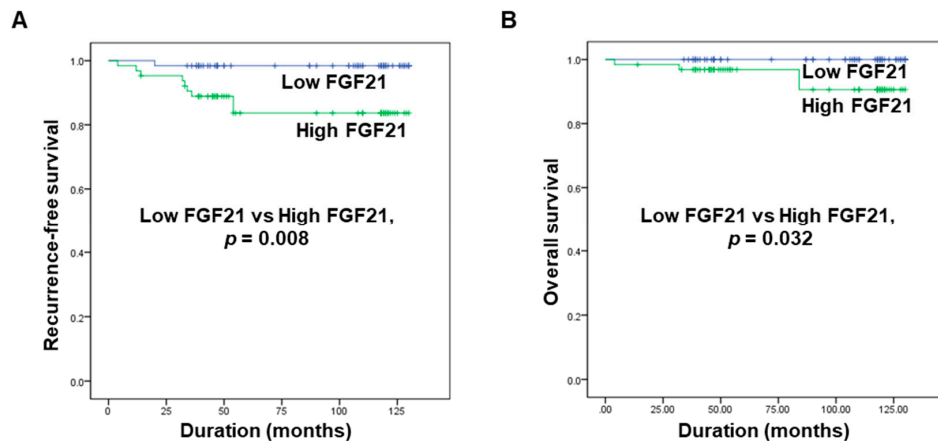 A
Recurrence-free survival
1.0
0.8
0.6
0.4
0.2
0.0
Low FGF21
High FGF21
Low FGF21 vs High FGF21,
p = 0.008
0
25
50
75
100
125
Duration (months)
B
Overall survival
1.0
0.8
0.6
0.4
0.2
0.0
Low FGF21
High FGF21
Low FGF21 vs High FGF21,
p = 0.032
.00
25.00
50.00
75.00
100.00
125.00
Duration (months)